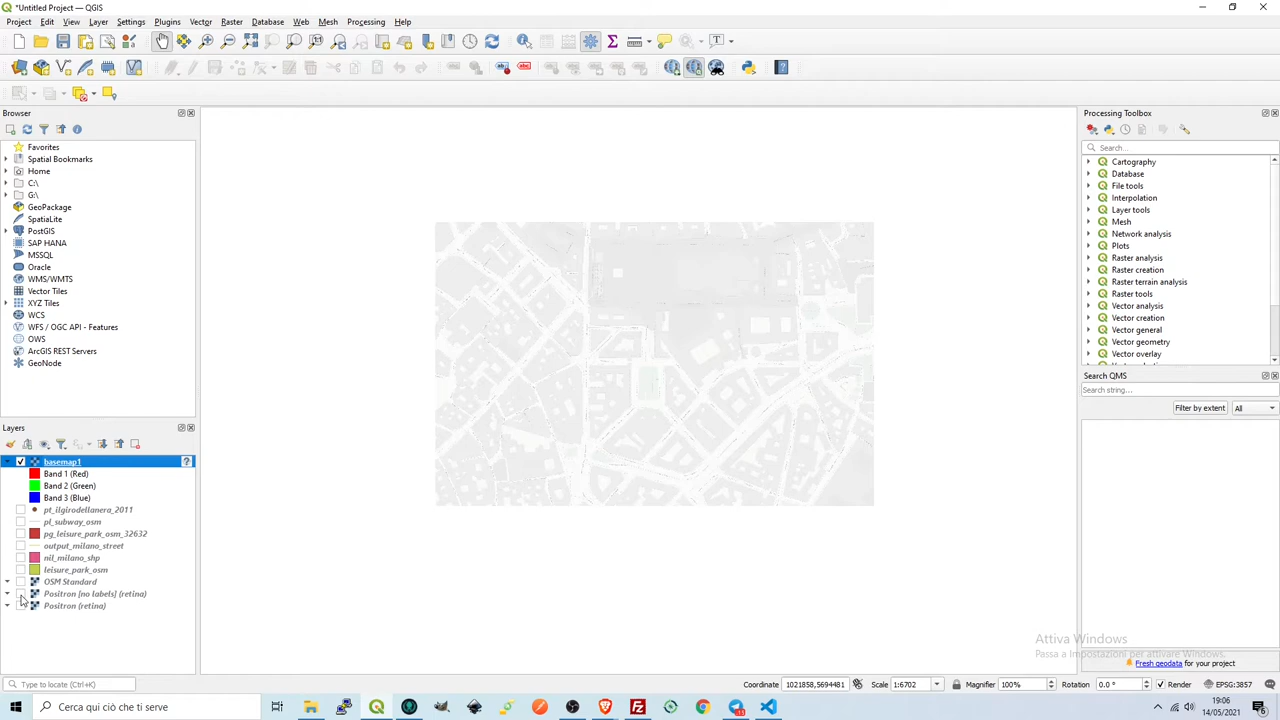 *Untitled Project — QGIS
Project Edit View Layer Settings Plugins Vector Raster Database Web Mesh Processing Help
Browser
Favorites
Spatial Bookmarks
Home
C:\
G:\
GeoPackage
SpatiaLite
PostGIS
SAP HANA
MSSQL
Oracle
WMS/WMTS
Vector Tiles
XYZ Tiles
WCS
WFS / OGC API - Features
OWS
ArcGIS REST Servers
GeoNode
Layers
basemap1
Band 1 (Red)
Band 2 (Green)
Band 3 (Blue)
pt_ilgirodellanera_2011
pl_subway_osm
pg_leisure_park_osm_32632
output_milano_street
nil_milano_shp
leisure_park_osm
OSM Standard
Positron [no labels] (retina)
Positron (retina)
Processing Toolbox
Search...
Cartography
Database
File tools
Interpolation
Layer tools
Mesh
Network analysis
Plots
Raster analysis
Raster creation
Raster terrain analysis
Raster tools
Vector analysis
Vector creation
Vector general
Vector geometry
Vector overlay
Search QMS
Search string...
Filter by extent All
Attiva Windows
Passa a Impostazioni per attivare Windows.
Fresh geodata for your project
Type to locate (Ctrl+K)
Coordinate 1021858,5694481 Scale 1:6702 Magnifier 100% Rotation 0.0 ° Render EPSG:3857
Cerca qui ciò che ti serve
19:06
14/05/2021